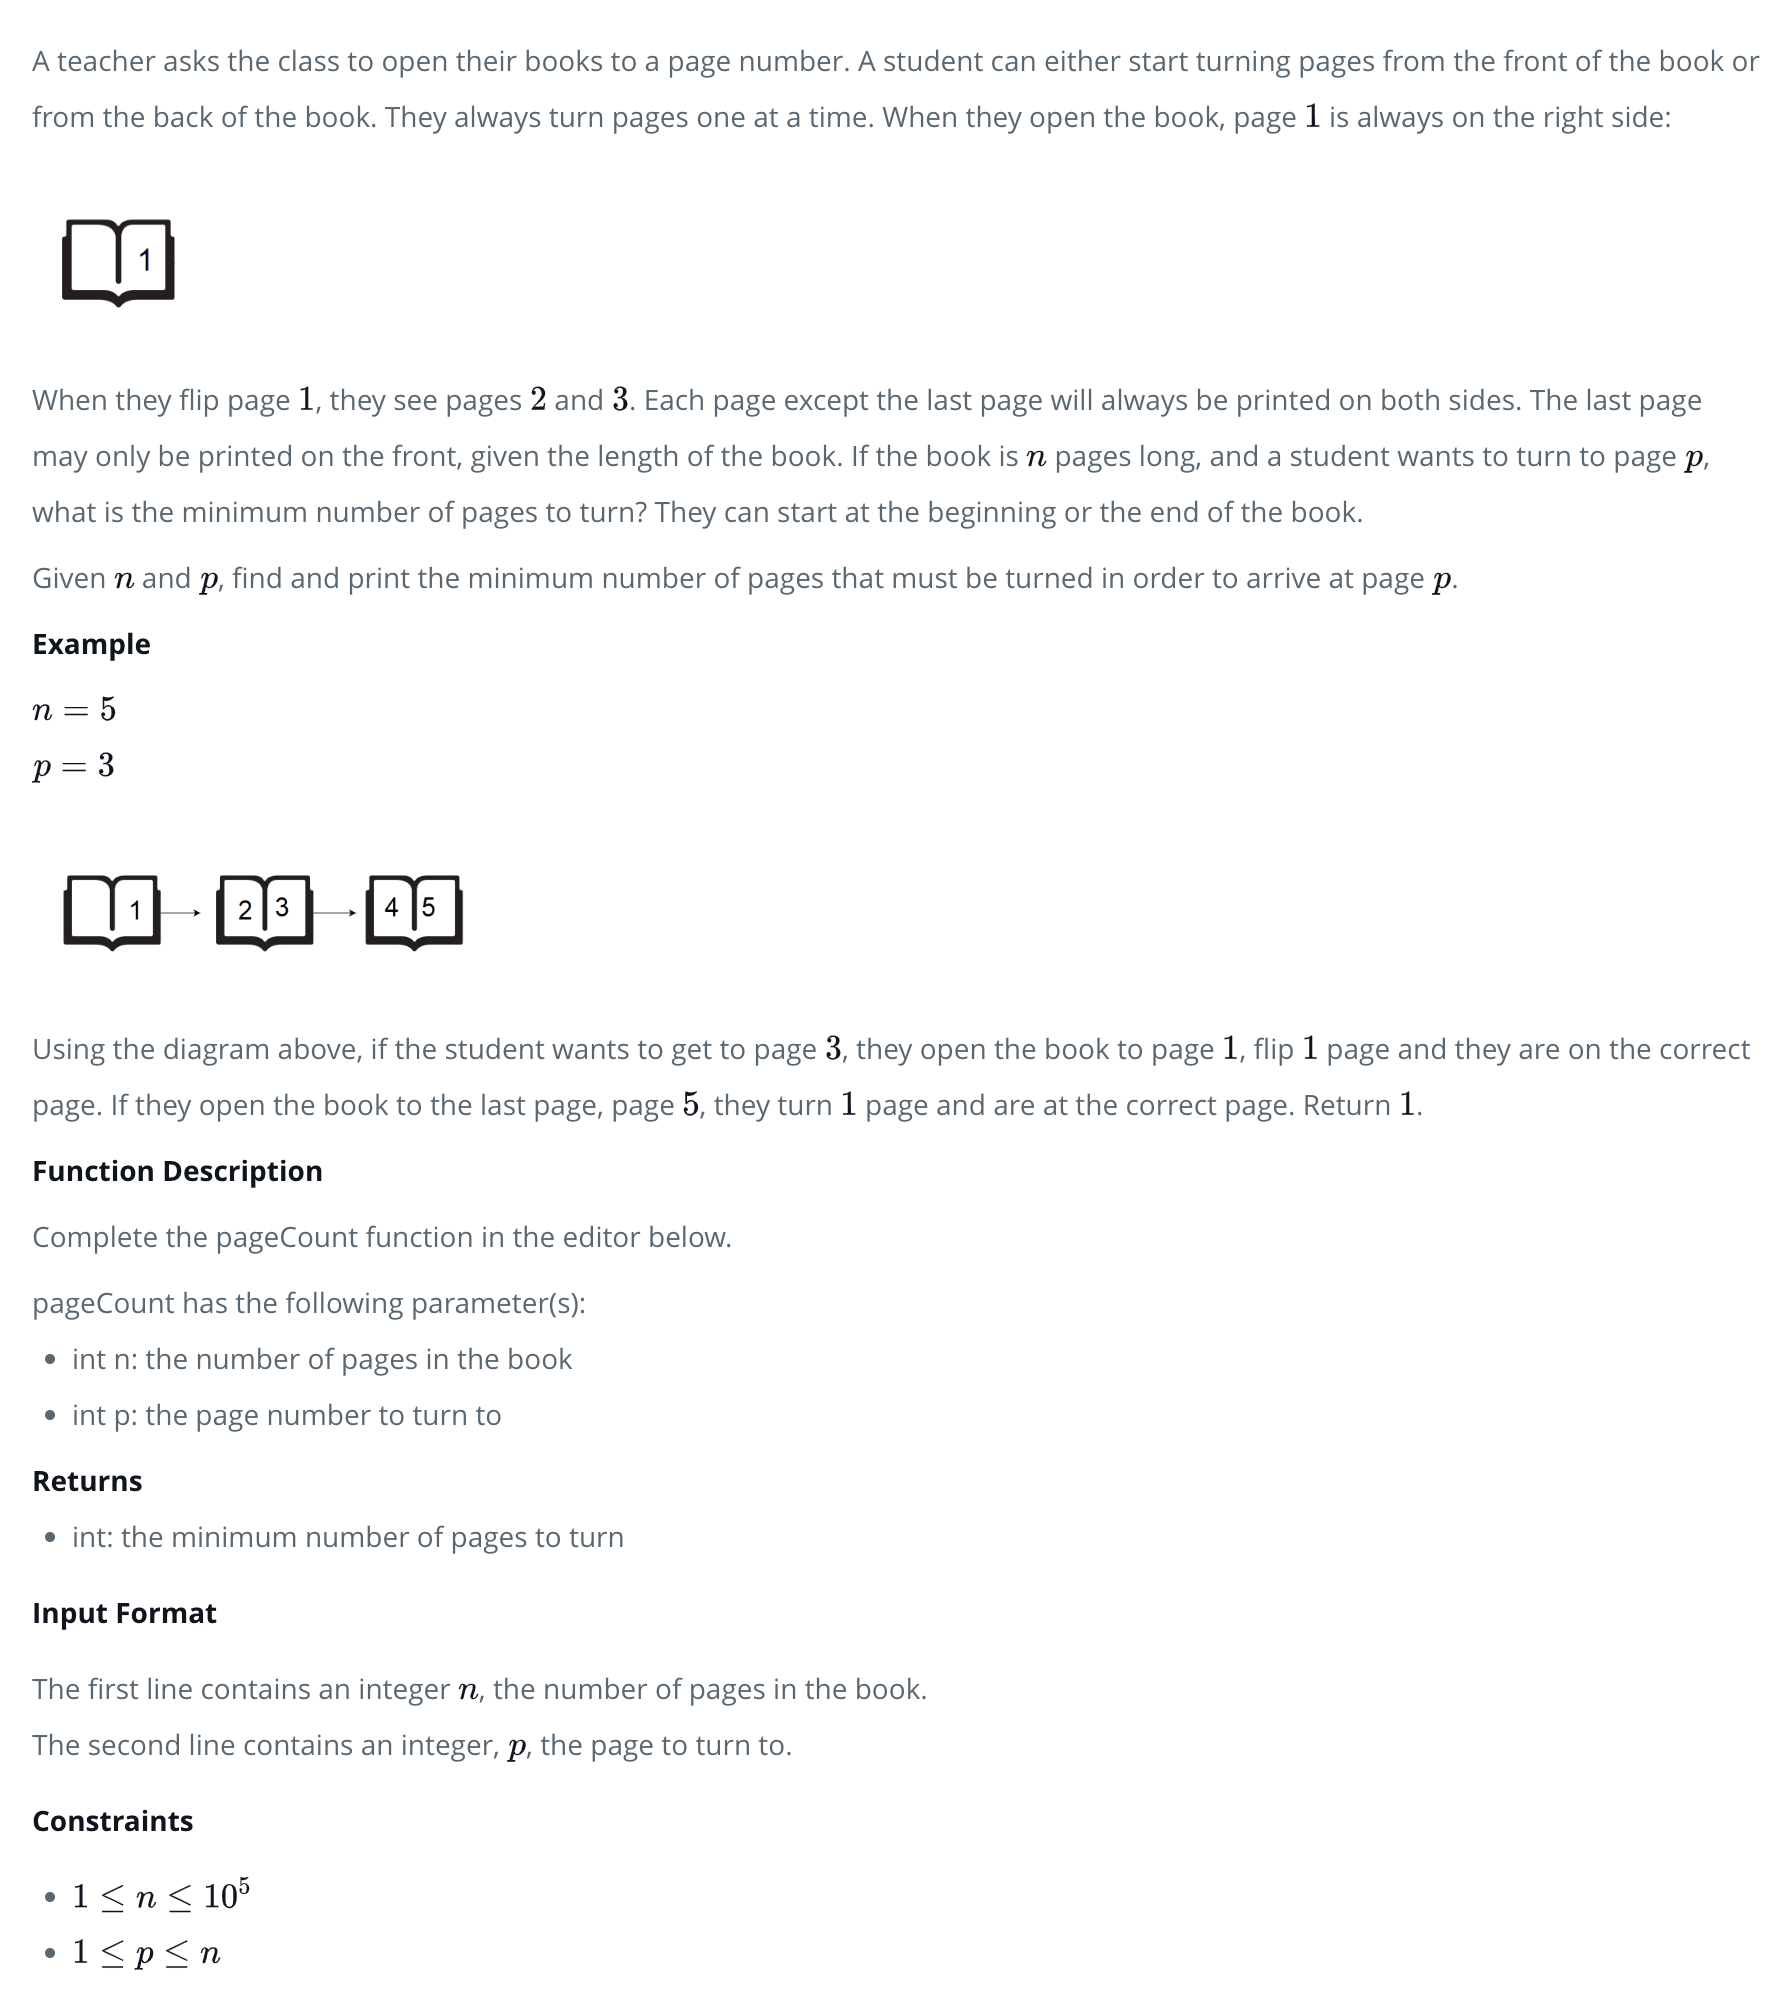 A teacher asks the class to open their books to a page number. A student can either start turning pages from the front of the book or
from the back of the book. They always turn pages one at a time. When they open the book, page 1 is always on the right side:
1
When they flip page 1, they see pages 2 and 3. Each page except the last page will always be printed on both sides. The last page
may only be printed on the front, given the length of the book. If the book is n pages long, and a student wants to turn to page p,
what is the minimum number of pages to turn? They can start at the beginning or the end of the book.
Given n and p, find and print the minimum number of pages that must be turned in order to arrive at page p.
Example
n = 5
p = 3
1 2 3 4 5
Using the diagram above, if the student wants to get to page 3, they open the book to page 1, flip 1 page and they are on the correct
page. If they open the book to the last page, page 5, they turn 1 page and are at the correct page. Return 1.
Function Description
Complete the pageCount function in the editor below.
pageCount has the following parameter(s):
• int n: the number of pages in the book
• int p: the page number to turn to
Returns
• int: the minimum number of pages to turn
Input Format
The first line contains an integer n, the number of pages in the book.
The second line contains an integer, p, the page to turn to.
Constraints
• 1 ≤ n ≤ 10⁵
• 1 ≤ p ≤ n